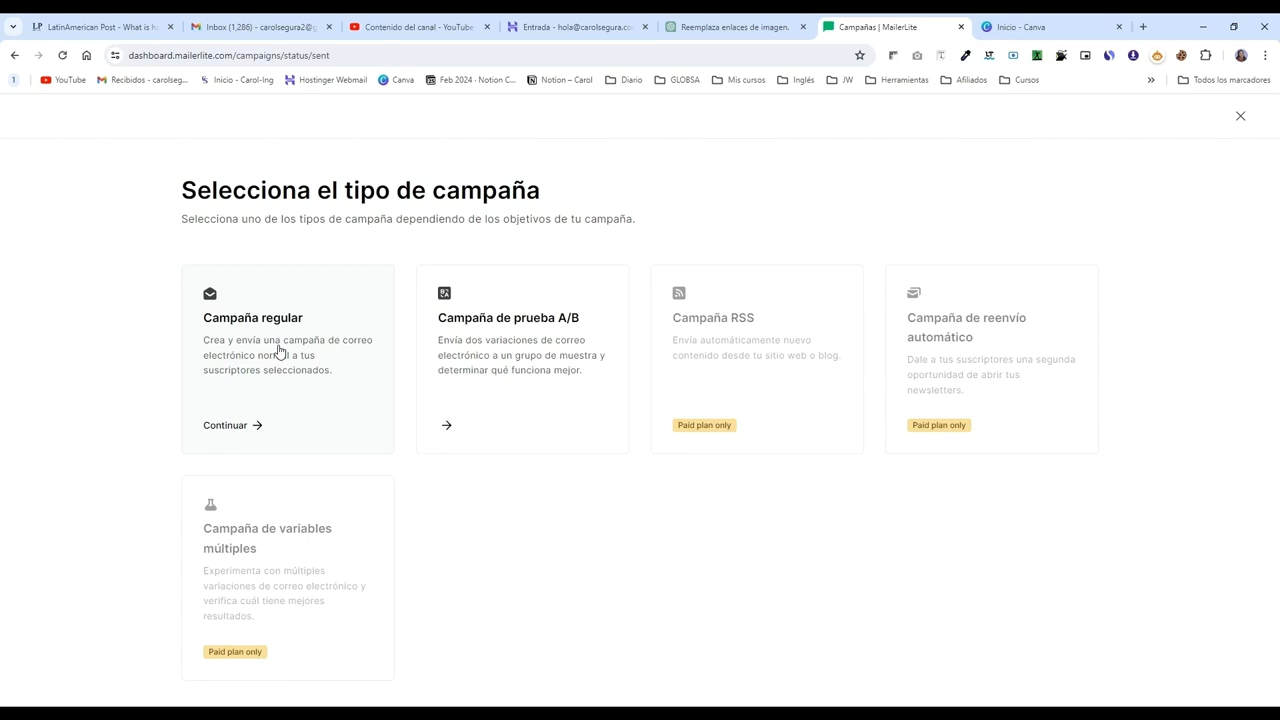 LatinAmerican Post - What is h
Inbox (1,286) - carolsegura2@g
Contenido del canal - YouTube
Entrada - hola@carolsegura.co
Reemplaza enlaces de imagen.
Campañas | MailerLite
Inicio - Canva
dashboard.mailerlite.com/campaigns/status/sent
1 YouTube Recibidos - carolseg... Inicio - Carol-Ing Hostinger Webmail Canva Feb 2024 - Notion C... Notion – Carol Diario GLOBSA Mis cursos Inglés JW Herramientas Afiliados Cursos » Todos los marcadores
Selecciona el tipo de campaña
Selecciona uno de los tipos de campaña dependiendo de los objetivos de tu campaña.
Campaña regular
Crea y envía una campaña de correo
electrónico normal a tus
suscriptores seleccionados.
Continuar
Campaña de prueba A/B
Envía dos variaciones de correo
electrónico a un grupo de muestra y
determinar qué funciona mejor.
Campaña RSS
Envía automáticamente nuevo
contenido desde tu sitio web o blog.
Paid plan only
Campaña de reenvío
automático
Dale a tus suscriptores una segunda
oportunidad de abrir tus
newsletters.
Paid plan only
Campaña de variables
múltiples
Experimenta con múltiples
variaciones de correo electrónico y
verifica cuál tiene mejores
resultados.
Paid plan only